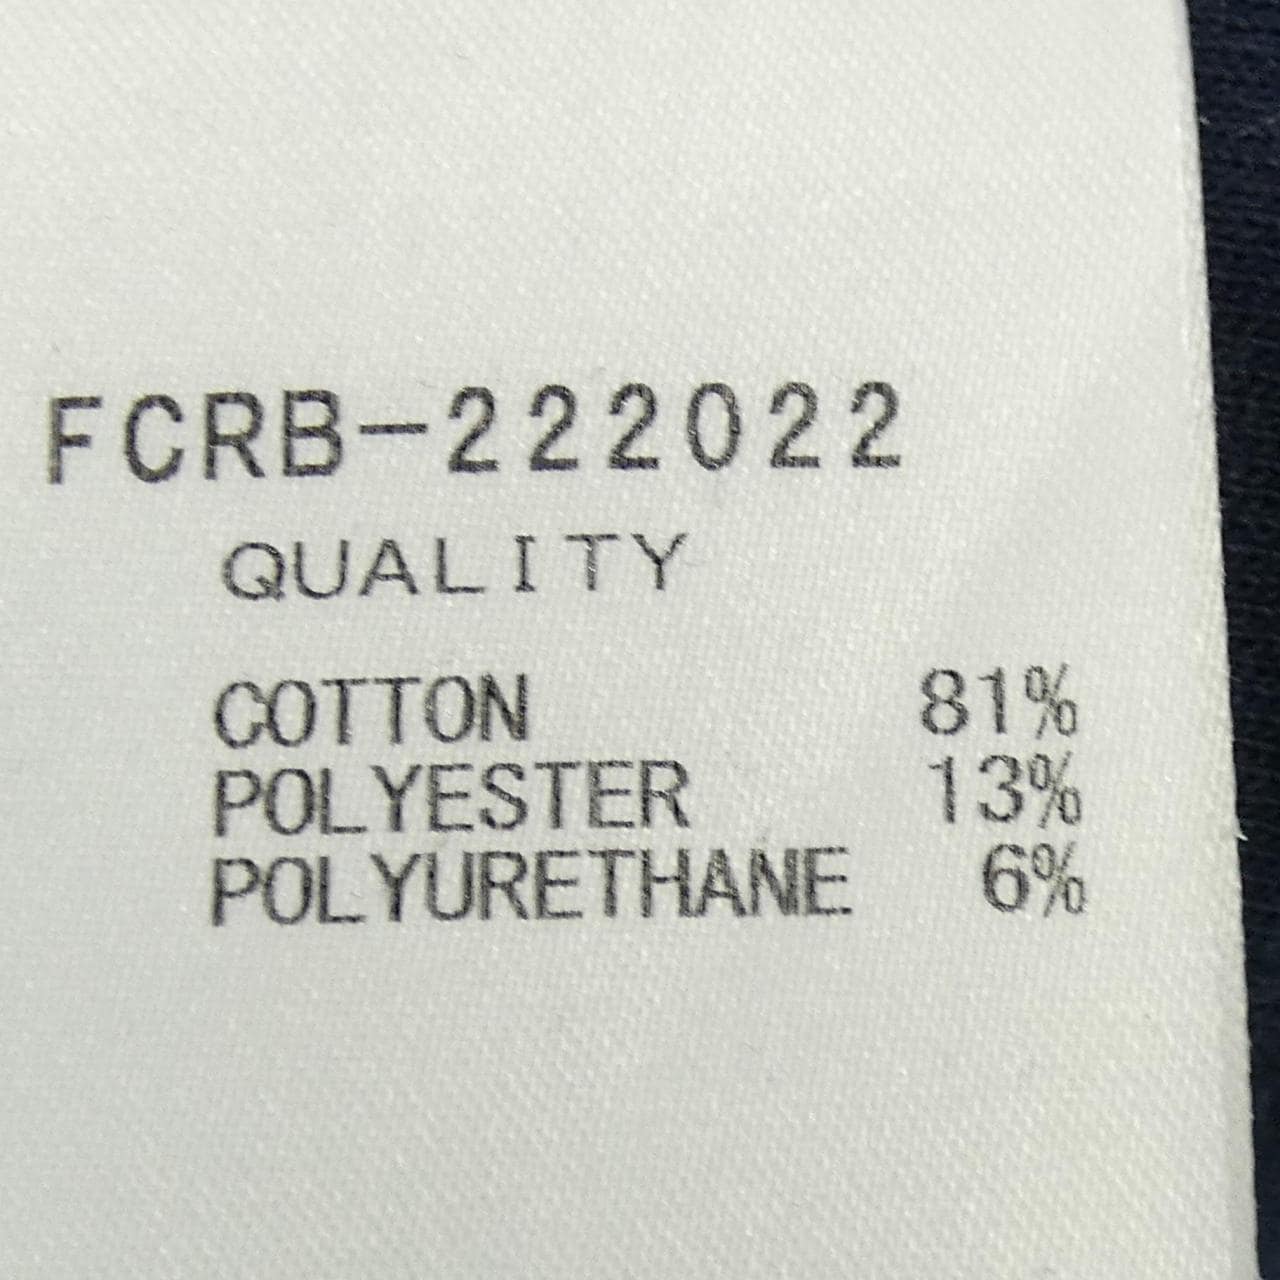 FCRB-222022
QUALITY
COTTON 81%
POLYESTER 13%
POLYURETHANE 6%